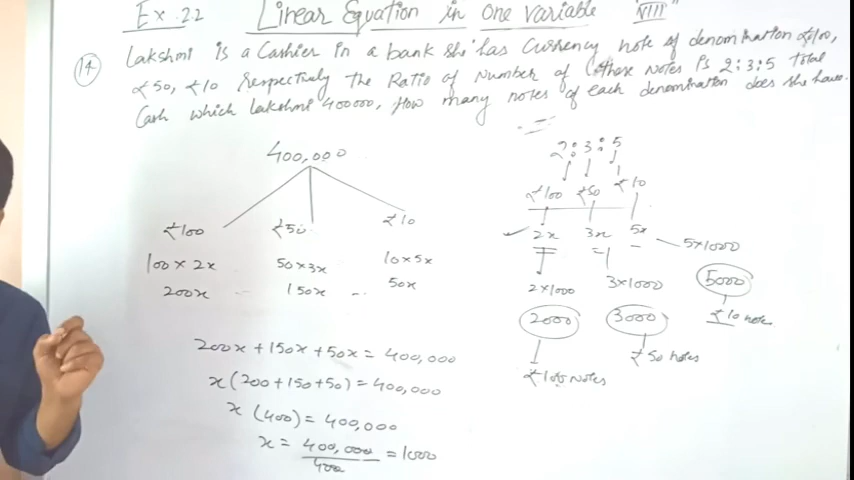 Ex 2.2 Linear Equation in One Variable "VIII"
14 Lakshmi is a Cashier in a bank she has Currency note of denomination ₹100,
₹50, ₹10 respectively The Ratio of Number of these Notes is 2:3:5 total
Cash which lakshmi 400000, How many notes of each denomination does she have.
400,000
₹100 ₹50 ₹10
100 × 2x 50×3x 10×5x
200x 150x 50x
200x + 150x + 50x = 400,000
x (200+150+50) = 400,000
x (400) = 400,000
x = 400,000 / 400 = 1000
2:3:5
₹100 ₹50 ₹10
2x 3x 5x 5×1000
2×1000 3×1000 5000
2000 3000 ₹10 note
₹100 Notes ₹50 notes